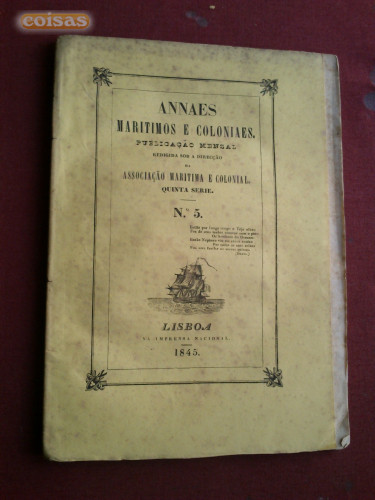 coisas
ANNAES
MARITIMOS E COLONIAES.
PUBLICAÇÃO MENSAL
REDIGIDA SOB A DIRECÇÃO
DA
ASSOCIAÇÃO MARITIMA E COLONIAL.
QUINTA SERIE.
N.º 5.
LISBOA
NA IMPRENSA NACIONAL.
1845.